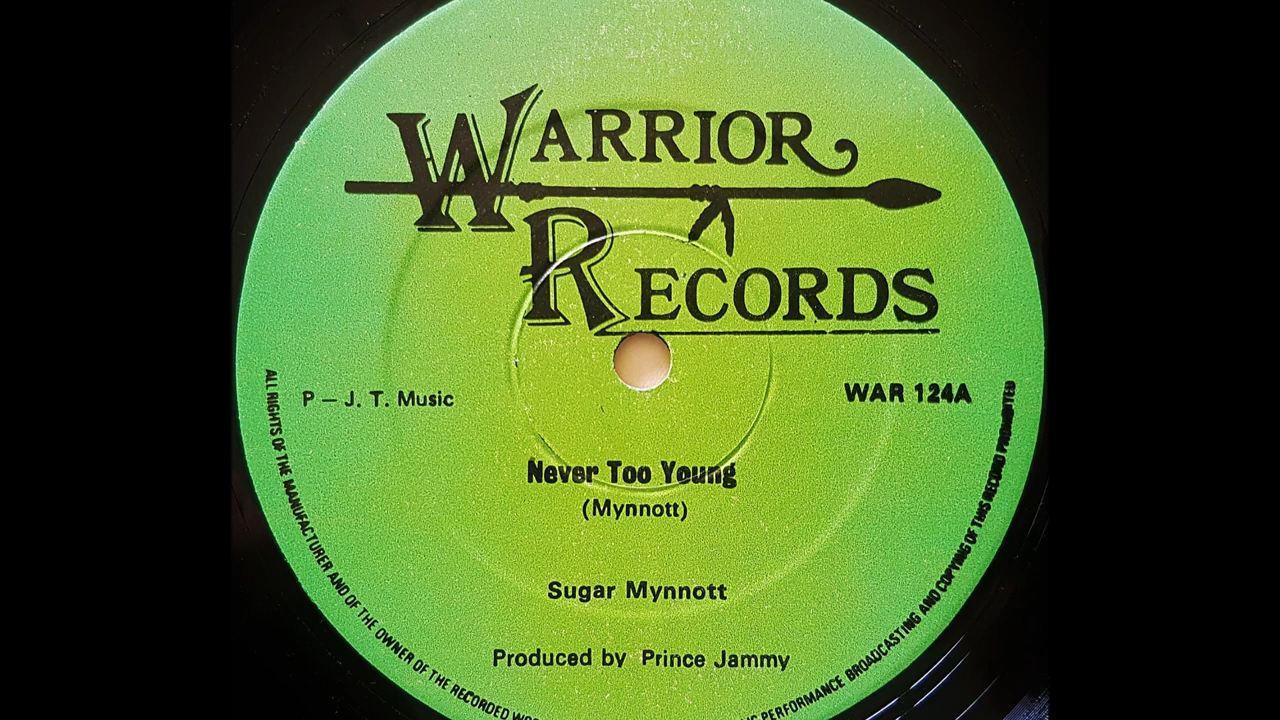 WARRIOR
RECORDS
P – J. T. Music
WAR 124A
Never Too Young
(Mynnott)
Sugar Mynnott
Produced by Prince Jammy
ALL RIGHTS OF THE MANUFACTURER AND OF THE OWNER OF THE RECORDED
PERFORMANCE BROADCASTING AND COPYING OF THIS RECORD PROHIBITED